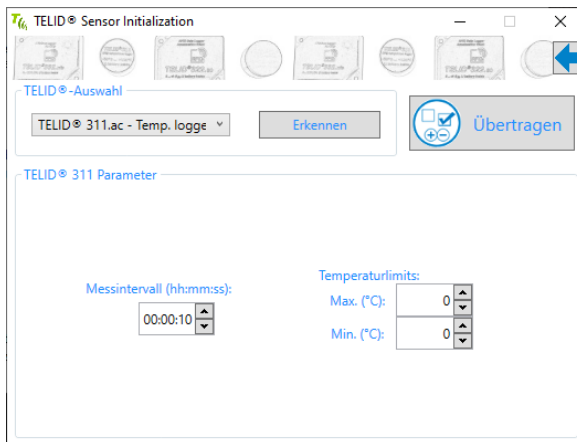 TELID® Sensor Initialization
TELID®-Auswahl
TELID® 311.ac - Temp. logge
Erkennen
Übertragen
TELID® 311 Parameter
Messintervall (hh:mm:ss):
00:00:10
Temperaturlimits:
Max. (°C):
0
Min. (°C):
0